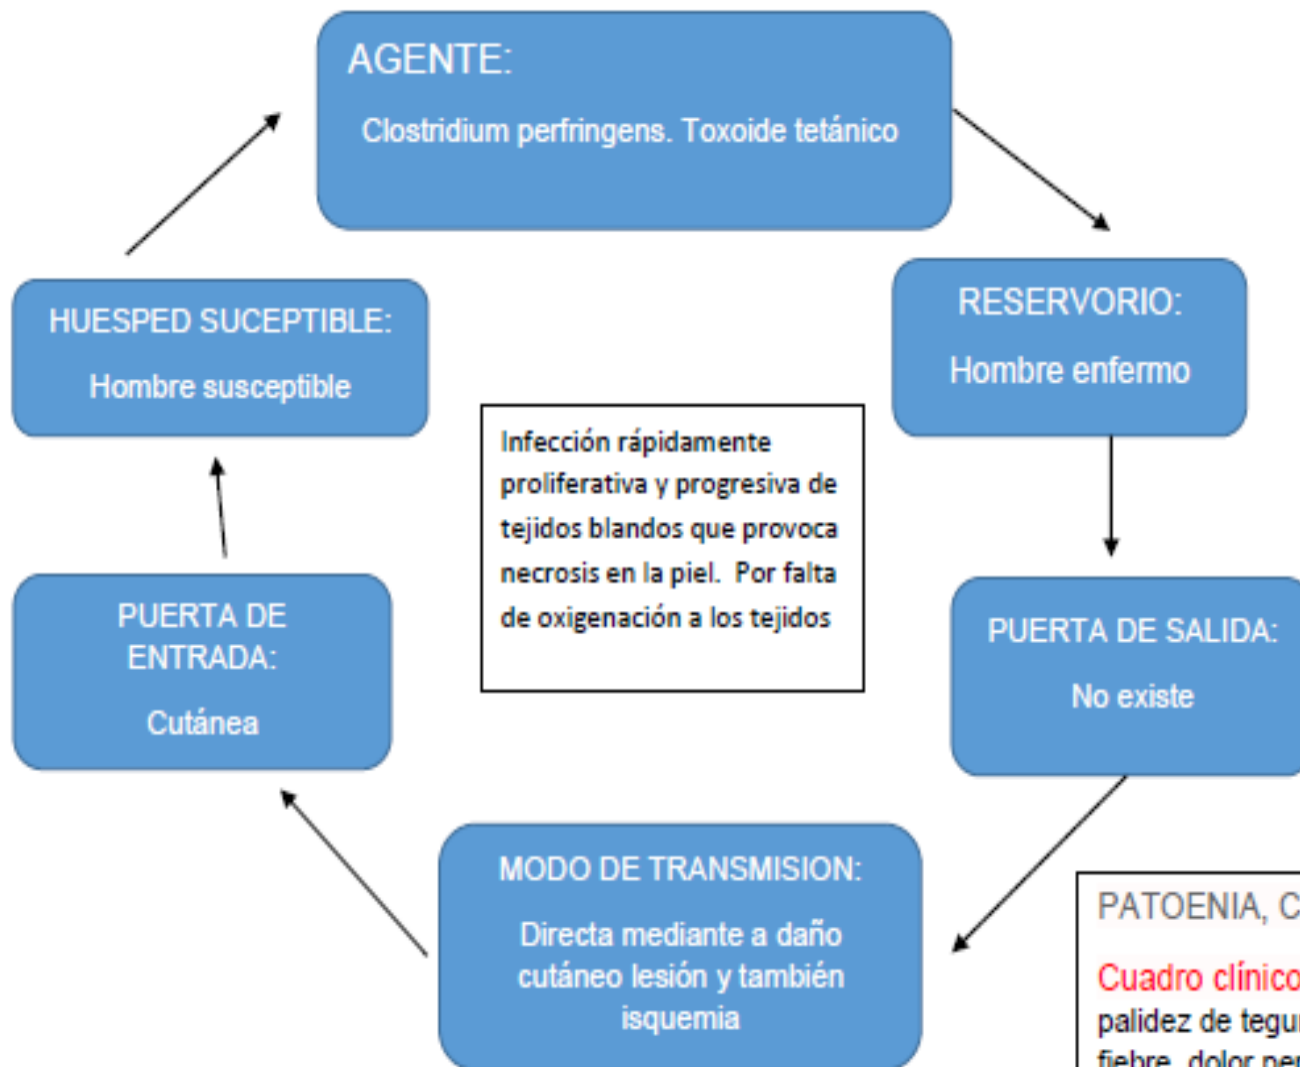 AGENTE:
Clostridium perfringens. Toxoide tetánico
RESERVORIO:
Hombre enfermo
PUERTA DE SALIDA:
No existe
MODO DE TRANSMISION:
Directa mediante a daño
cutáneo lesión y también
isquemia
PUERTA DE
ENTRADA:
Cutánea
HUESPED SUCEPTIBLE:
Hombre susceptible
Infección rápidamente
proliferativa y progresiva de
tejidos blandos que provoca
necrosis en la piel. Por falta
de oxigenación a los tejidos
PATOENIA, C
Cuadro clínico
palidez de
fiebre, dolor